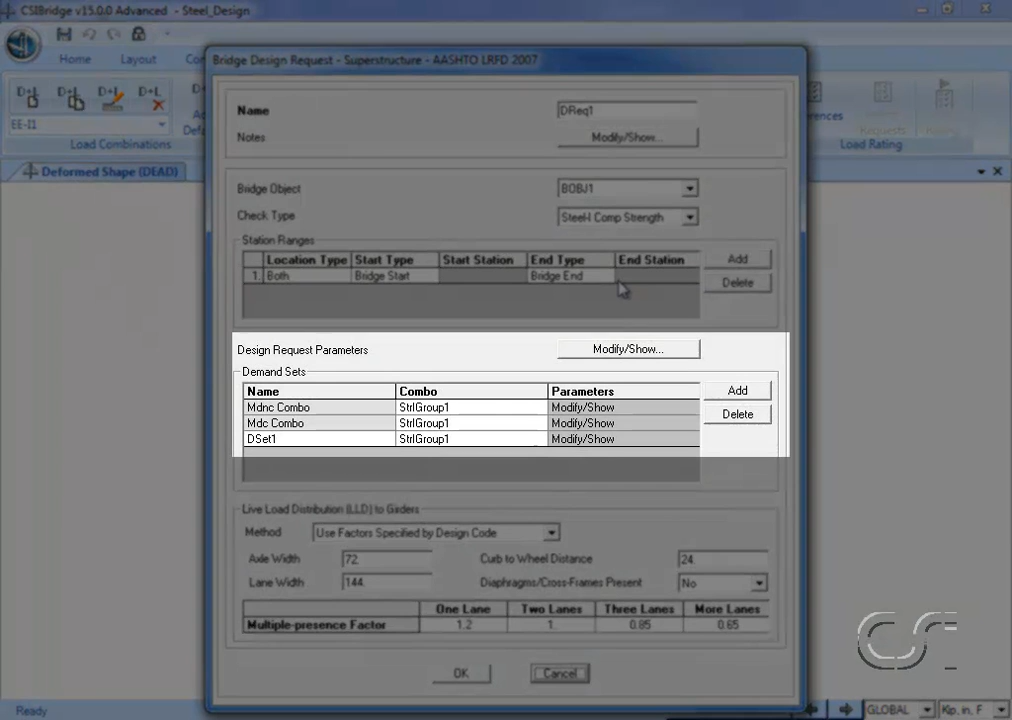 CSiBridge v15.0.0 Advanced - Steel_Design
Home Layout
EE-I1
Load Combinations
Load Rating
Deformed Shape (DEAD)
Bridge Design Request - Superstructure - AASHTO LRFD 2007
Name DReq1
Notes Modify/Show...
Bridge Object BOBJ1
Check Type Steel-I Comp Strength
Station Ranges
Location Type Start Type Start Station End Type End Station
1. Both Bridge Start Bridge End
Add
Delete
Design Request Parameters Modify/Show...
Demand Sets
Name Combo Parameters
Mdnc Combo StrIGroup1 Modify/Show
Mdc Combo StrIGroup1 Modify/Show
DSet1 StrIGroup1 Modify/Show
Add
Delete
Live Load Distribution (LLD) to Girders
Method Use Factors Specified by Design Code
Axle Width 72. Curb to Wheel Distance 24.
Lane Width 144. Diaphragms/Cross-Frames Present No
One Lane Two Lanes Three Lanes More Lanes
Multiple-presence Factor 1.2 1. 0.85 0.65
OK Cancel
CSI
Ready GLOBAL Kip, in, F